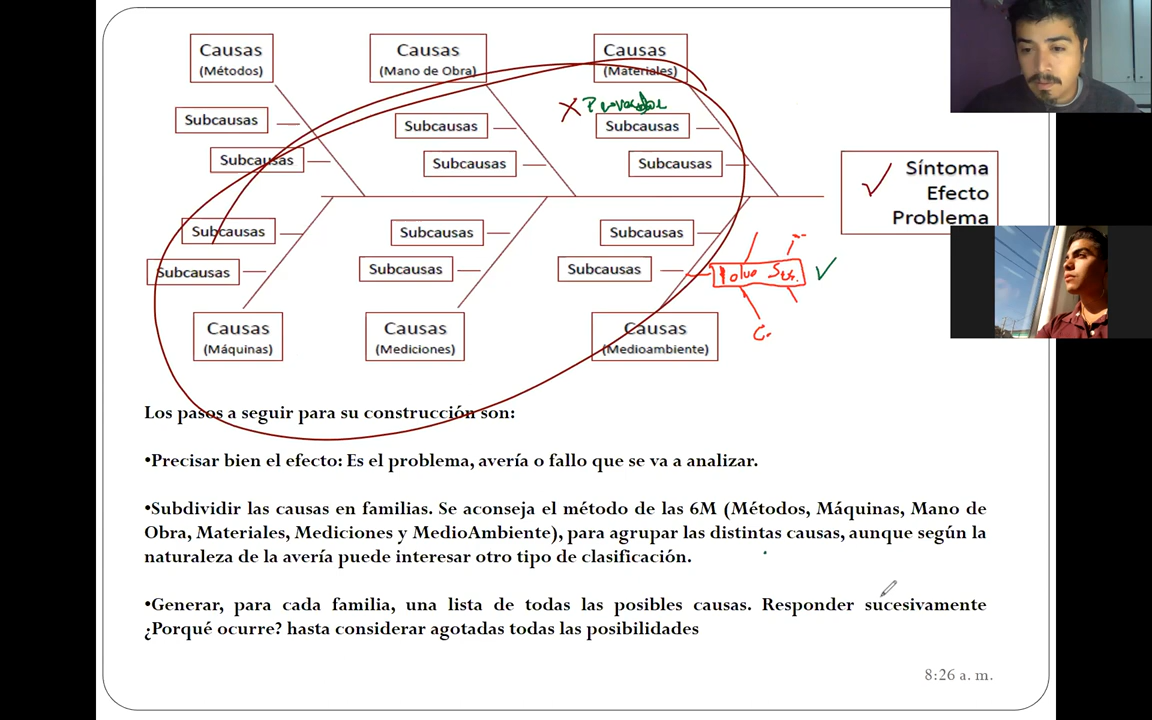 Causas
(Métodos)
Causas
(Mano de Obra)
Causas
(Materiales)
Subcausas
Subcausas
Subcausas
Subcausas
Subcausas
Subcausas
Síntoma
Efecto
Problema
Subcausas
Subcausas
Subcausas
Subcausas
Subcausas
Subcausas
Causas
(Máquinas)
Causas
(Mediciones)
Causas
(Medioambiente)
Los pasos a seguir para su construcción son:
•Precisar bien el efecto: Es el problema, avería o fallo que se va a analizar.
•Subdividir las causas en familias. Se aconseja el método de las 6M (Métodos, Máquinas, Mano de
Obra, Materiales, Mediciones y MedioAmbiente), para agrupar las distintas causas, aunque según la
naturaleza de la avería puede interesar otro tipo de clasificación.
•Generar, para cada familia, una lista de todas las posibles causas. Responder sucesivamente
¿Porqué ocurre? hasta considerar agotadas todas las posibilidades
8:26 a. m.